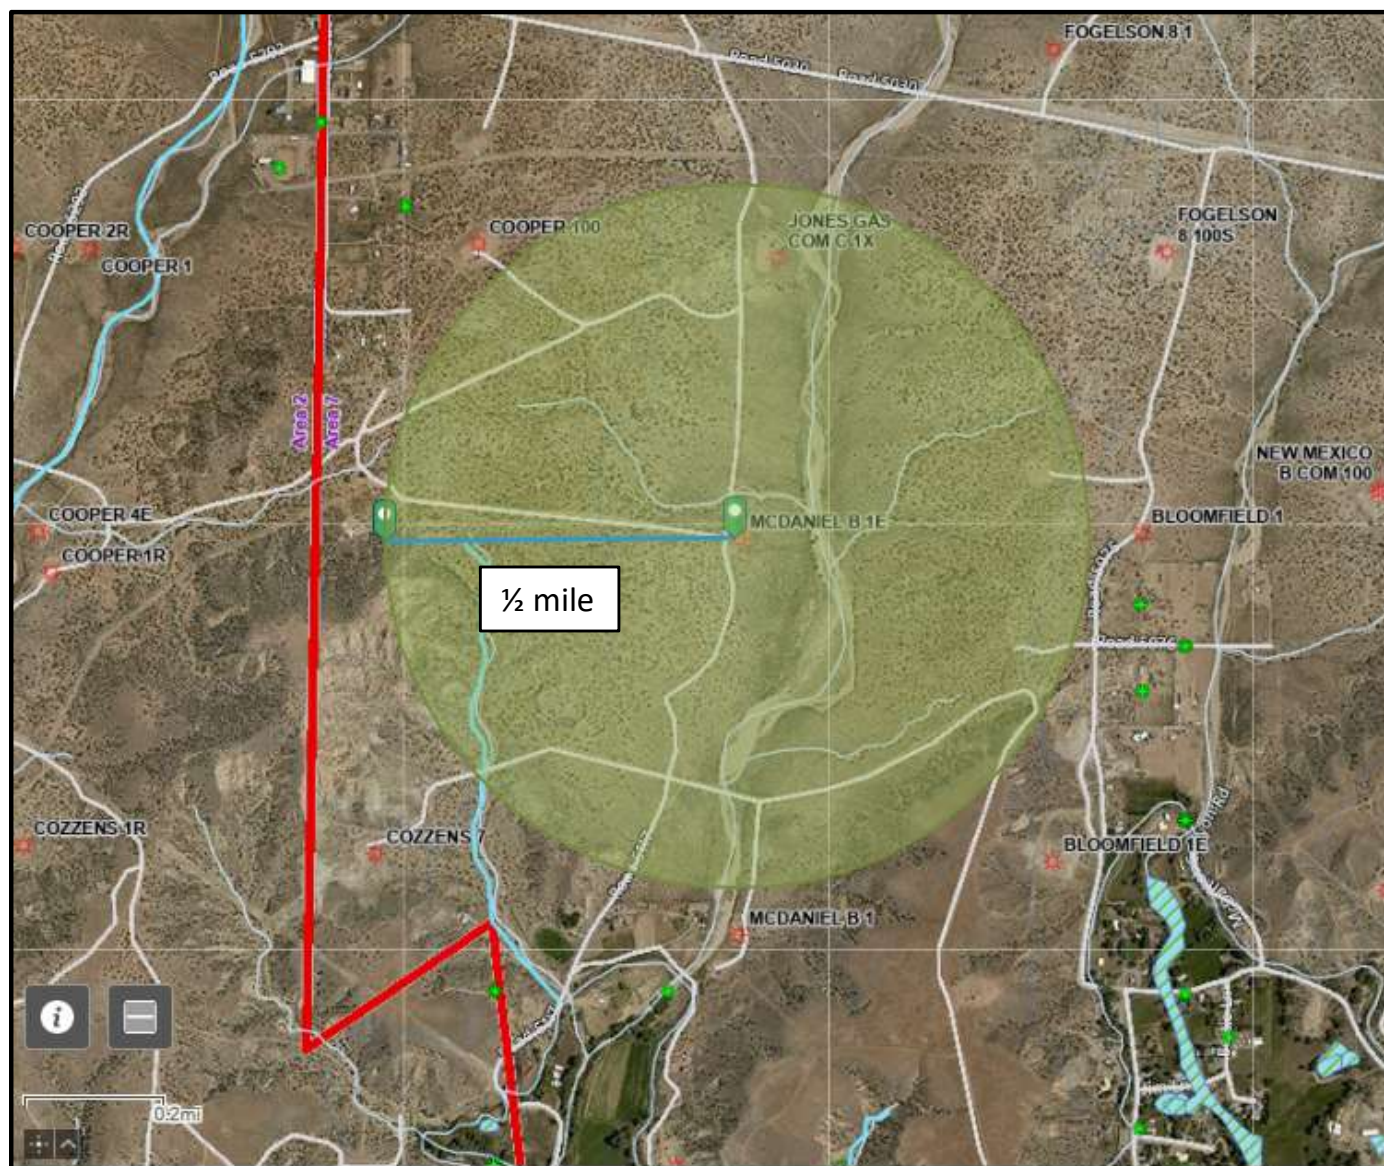 FOGELSON 8 1
Road 5030
Road 5030
COOPER 2R
COOPER 1
COOPER 100
JONES GAS
COM C 1X
FOGELSON
8 100S
Area 2
Area 7
NEW MEXICO
B COM 100
COOPER 4E
COOPER 1R
MCDANIEL B 1E
BLOOMFIELD 1
½ mile
COZZENS 1R
COZZENS 7
BLOOMFIELD 1E
MCDANIEL B 1
i
0.2mi